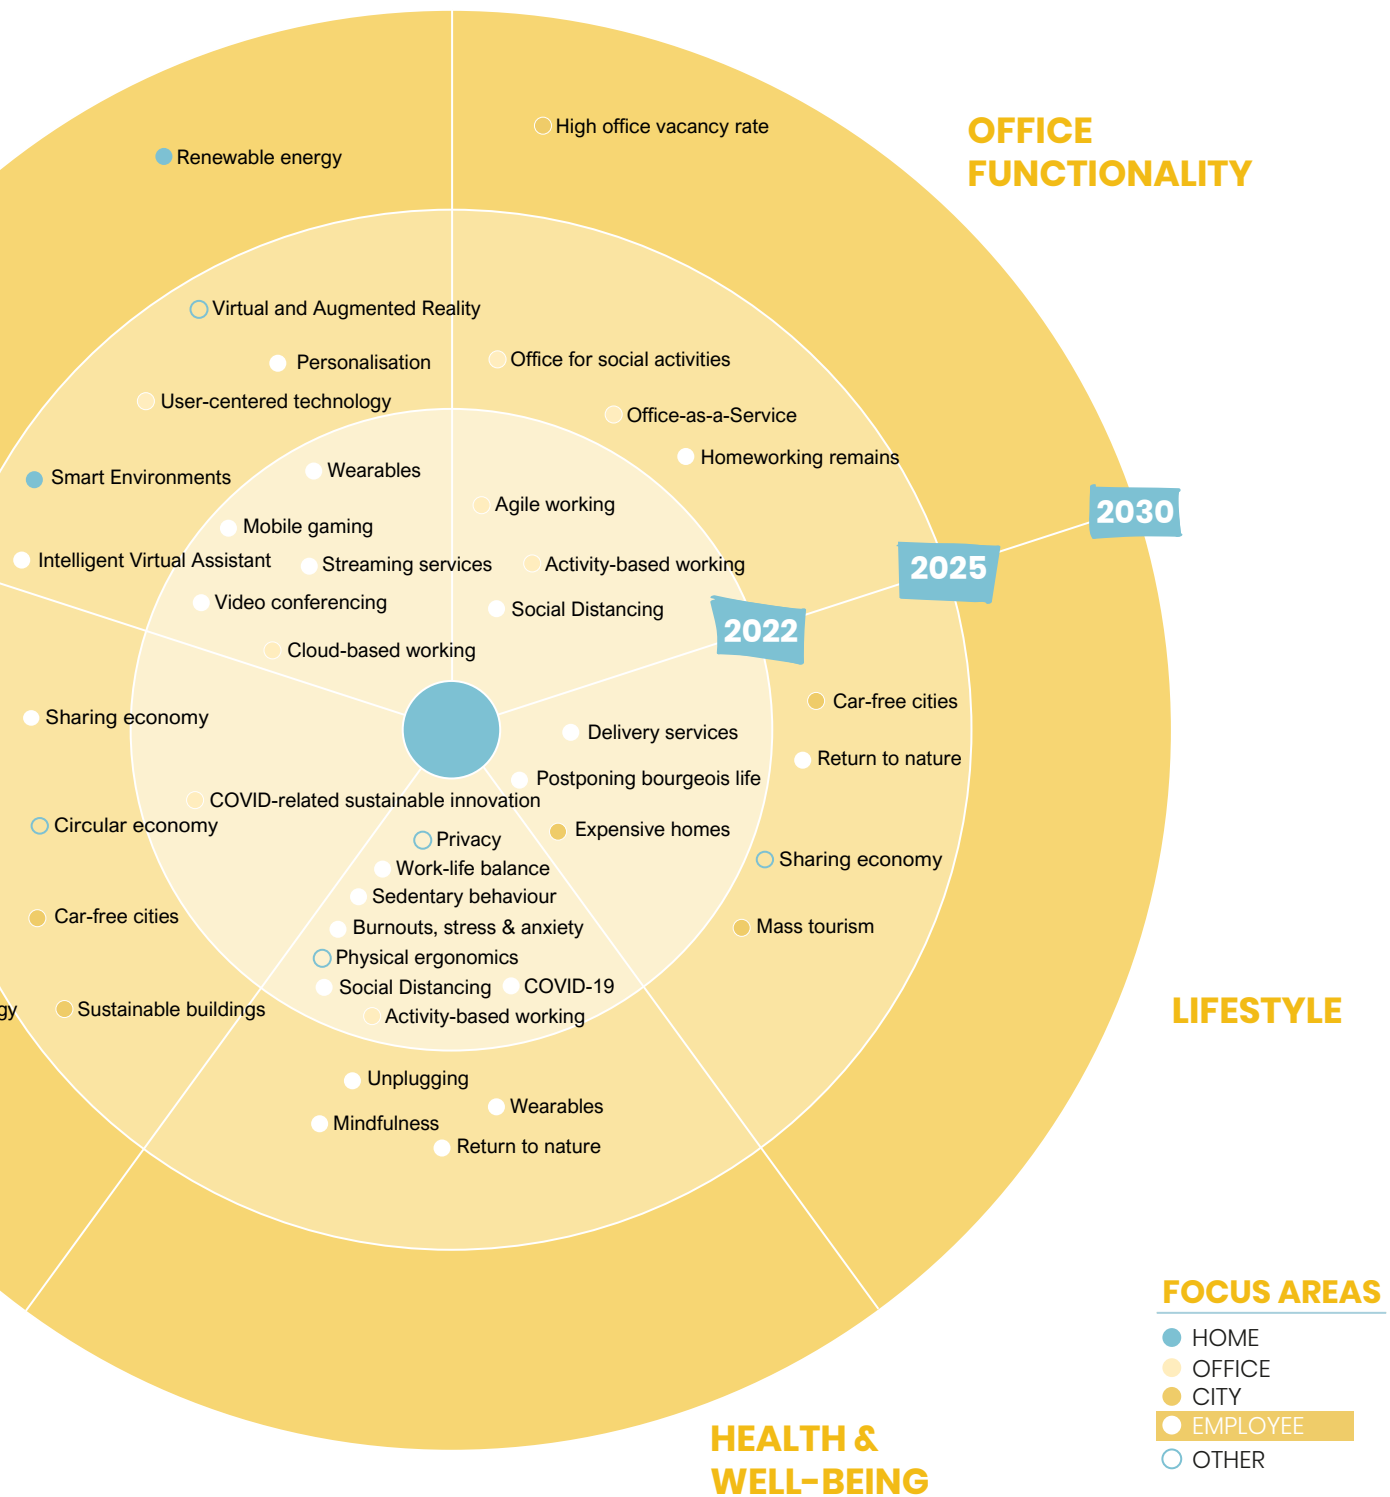 High office vacancy rate
OFFICE
FUNCTIONALITY
Renewable energy
Virtual and Augmented Reality
Personalisation
Office for social activities
User-centered technology
Office-as-a-Service
Homeworking remains
Smart Environments
Wearables
Agile working
2030
Mobile gaming
Intelligent Virtual Assistant
Streaming services
Activity-based working
2025
Video conferencing
Social Distancing
2022
Cloud-based working
Car-free cities
Sharing economy
Delivery services
Return to nature
Postponing bourgeois life
COVID-related sustainable innovation
Circular economy
Privacy
Expensive homes
Sharing economy
Work-life balance
Sedentary behaviour
Car-free cities
Burnouts, stress & anxiety
Mass tourism
Physical ergonomics
Social Distancing
COVID-19
gy
Sustainable buildings
Activity-based working
LIFESTYLE
Unplugging
Wearables
Mindfulness
Return to nature
FOCUS AREAS
HOME
OFFICE
CITY
EMPLOYEE
OTHER
HEALTH &
WELL-BEING